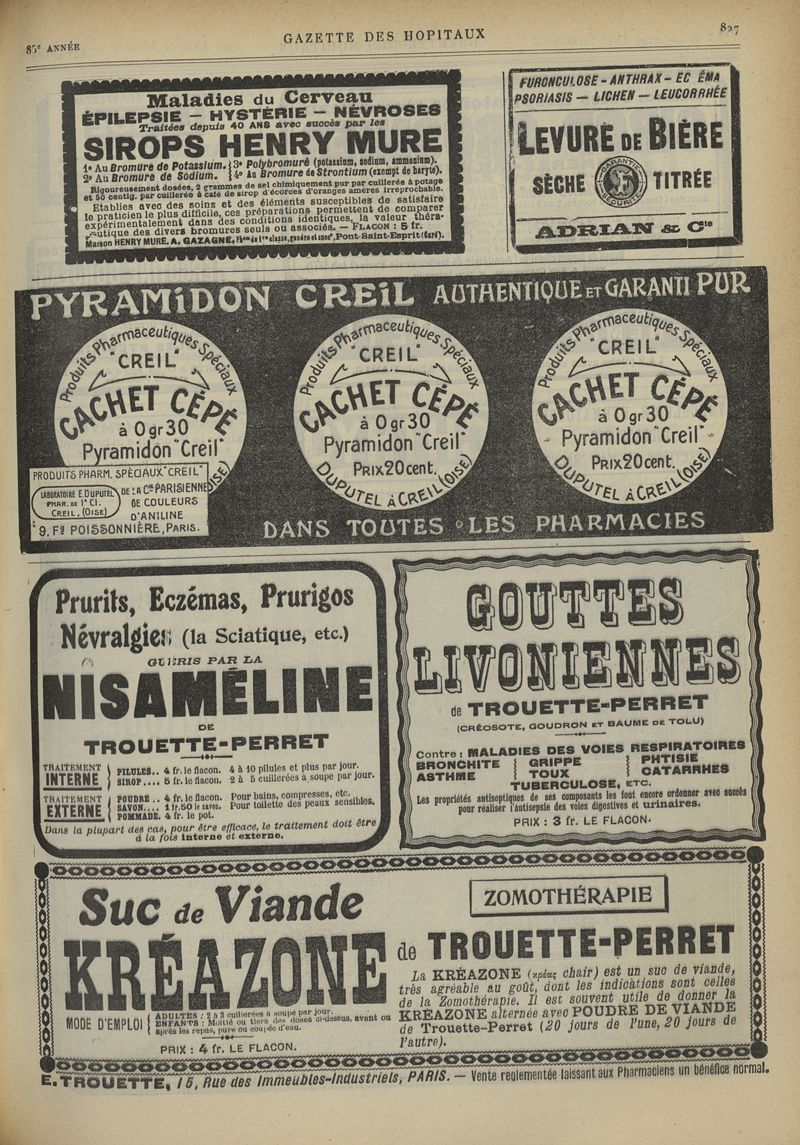 85e ANNÉE
GAZETTE DES HOPITAUX
827
Maladies du Cerveau
ÉPILEPSIE — HYSTÉRIE — NÉVROSES
Traitées depuis 40 ANS avec succès par les
SIROPS HENRY MURE
1º Au Bromure de Potassium. 3º Polybromuré (potassium, sodium, ammonium).
2º Au Bromure de Sodium. 4º Au Bromure de Strontium (exempt de baryte).
Rigoureusement dosées, 2 grammes de sel chimiquement pur par cuillerée à potage
et 50 centig. par cuillerée à café de sirop d'écorces d'oranges amères irréprochable.
Etablies avec des soins et des éléments susceptibles de satisfaire
le praticien le plus difficile, ces préparations permettent de comparer
expérimentalement dans des conditions identiques, la valeur théra-
peutique des divers bromures seuls ou associés. — FLACON : 5 fr.
Maison HENRY MURE. A. GAZAGNE, Phien de 1re classe, gendre et succr, Pont-Saint-Esprit (Gard).
FURONCULOSE - ANTHRAX - EC ÉMA
PSORIASIS — LICHEN — LEUCORRHÉE
LEVURE DE BIÈRE
SÈCHE
GARANTIE
SÉCURITÉ
TITRÉE
ADRIAN & Cie
PYRAMiDON CREiL AUTHENTIQUE ET GARANTI PUR
Produits Pharmaceutiques Spéciaux
"CREIL"
CACHET CÉPÉ
à 0 gr 30
Pyramidon "Creil"
(OISE)
Produits Pharmaceutiques Spéciaux
"CREIL"
CACHET CÉPÉ
à 0 gr 30
Pyramidon "Creil"
PRIX 20 cent.
DUPUTEL À CREIL (OISE)
Produits Pharmaceutiques Spéciaux
"CREIL"
CACHET CÉPÉ
à 0 gr 30
- Pyramidon "Creil" -
PRIX 20 cent.
DUPUTEL À CREIL (OISE)
PRODUITS PHARM. SPÉCIAUX "CREIL"
LABORATOIRE E. DUPUTEL
PHAR. DE 1e Cl.
CREIL, (OISE)
DE LA Cie PARISIENNE
DE COULEURS
D'ANILINE
9, Fg POISSONNIÈRE, PARIS.
DANS TOUTES LES PHARMACIES
Prurits, Eczémas, Prurigos
Névralgies (la Sciatique, etc.)
GUÉRIS PAR LA
NISAMÉLINE
DE
TROUETTE-PERRET
TRAITEMENT INTERNE
PILULES.. 4 fr. le flacon. 4 à 10 pilules et plus par jour.
SIROP.... 5 fr. le flacon. 2 à 5 cuillerées à soupe par jour.
TRAITEMENT EXTERNE
POUDRE.. 4 fr. le flacon. Pour bains, compresses, etc.
SAVON... 1 fr. 50 le savon. Pour toilette des peaux sensibles.
POMMADE. 4 fr. le pot.
Dans la plupart des cas, pour être efficace, le traitement doit être
à la fois interne et externe.
GOUTTES
LIVONIENNES
de TROUETTE-PERRET
(CRÉOSOTE, GOUDRON ET BAUME DE TOLU)
Contre : MALADIES DES VOIES RESPIRATOIRES
BRONCHITE GRIPPE PHTISIE
ASTHME TOUX CATARRHES
TUBERCULOSE, ETC.
Les propriétés antiseptiques de ses composants les font encore ordonner avec succès
pour réaliser l'antisepsie des voies digestives et urinaires.
PRIX : 3 fr. LE FLACON.
Suc de Viande
ZOMOTHÉRAPIE
KRÉAZONE
de TROUETTE-PERRET
La KRÉAZONE (κρέας chair) est un suc de viande,
très agréable au goût, dont les indications sont celles
de la Zomothérapie. Il est souvent utile de donner la
KRÉAZONE alternée avec POUDRE DE VIANDE
de Trouette-Perret (20 jours de l'une, 20 jours de
l'autre).
MODE D'EMPLOI
ADULTES : 2 à 3 cuillerées à soupe par jour.
ENFANTS : Moitié ou tiers des doses ci-dessus, avant ou
après les repas, pure ou coupée d'eau.
PRIX : 4 fr. LE FLACON.
E. TROUETTE, 15, Rue des Immeubles-Industriels, PARIS. — Vente reglementée laissant aux Pharmaciens un bénéfice normal.